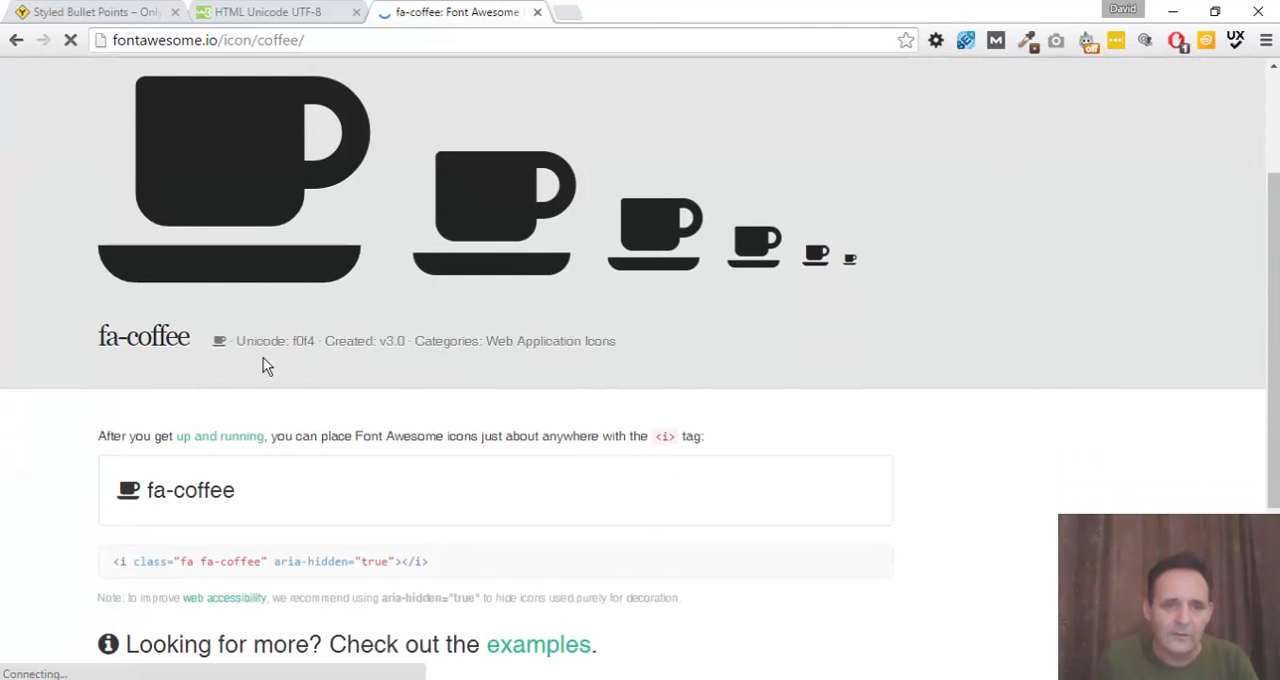 Styled Bullet Points – Onl
HTML Unicode UTF-8
fa-coffee: Font Awesome
David
fontawesome.io/icon/coffee/
fa-coffee · Unicode: f0f4 · Created: v3.0 · Categories: Web Application Icons
After you get up and running, you can place Font Awesome icons just about anywhere with the <i> tag:
fa-coffee
<i class="fa fa-coffee" aria-hidden="true"></i>
Note: to improve web accessibility, we recommend using aria-hidden="true" to hide icons used purely for decoration.
Looking for more? Check out the examples.
Connecting...